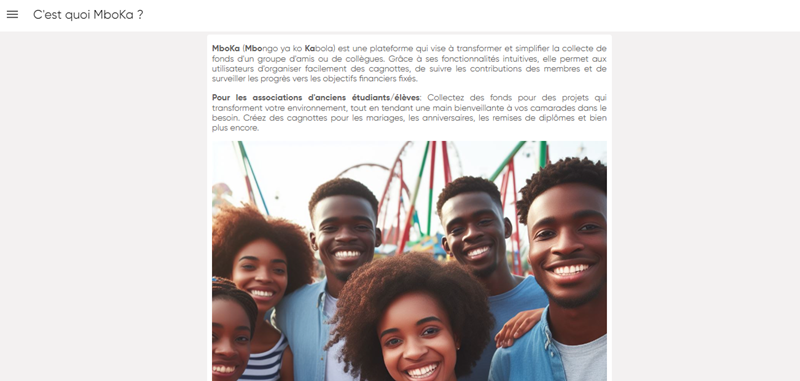 C'est quoi MboKa ?
MboKa (Mbongo ya ko Kabola) est une plateforme qui vise à transformer et simplifier la collecte de
fonds d'un groupe d'amis ou de collègues. Grâce à ses fonctionnalités intuitives, elle permet aux
utilisateurs d'organiser facilement des cagnottes, de suivre les contributions des membres et de
surveiller les progrès vers les objectifs financiers fixés.
Pour les associations d'anciens étudiants/élèves: Collectez des fonds pour des projets qui
transforment votre environnement, tout en tendant une main bienveillante à vos camarades dans le
besoin. Créez des cagnottes pour les mariages, les anniversaires, les remises de diplômes et bien
plus encore.